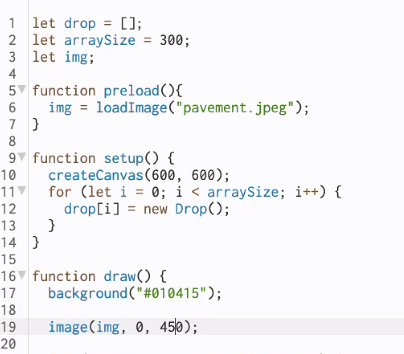 1 let drop = [];
2 let arraySize = 300;
3 let img;
4
5 function preload(){
6 img = loadImage("pavement.jpeg");
7 }
8
9 function setup() {
10 createCanvas(600, 600);
11 for (let i = 0; i < arraySize; i++) {
12 drop[i] = new Drop();
13 }
14 }
15
16 function draw() {
17 background("#010415");
18
19 image(img, 0, 450);
20